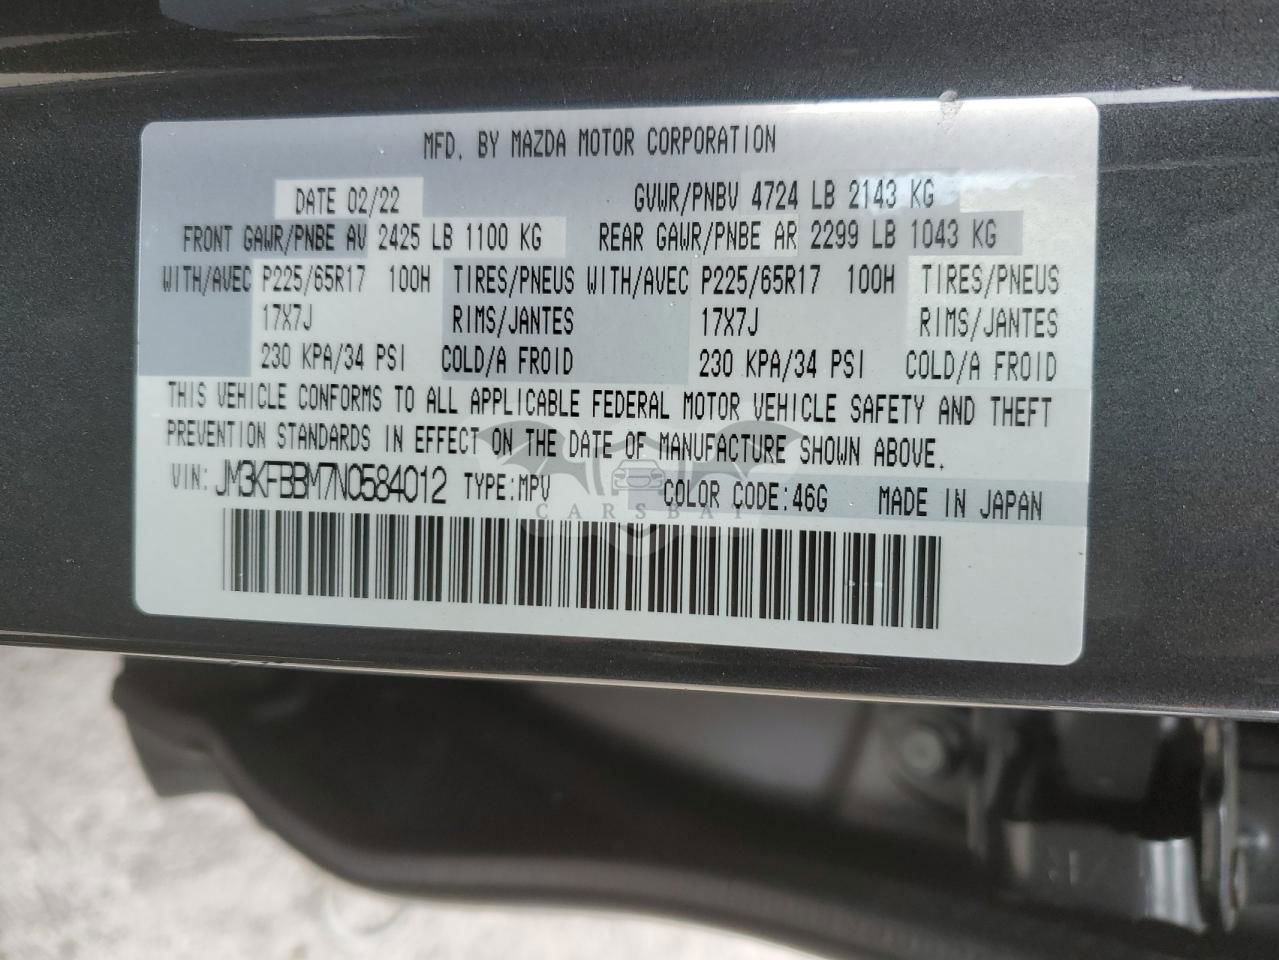 MFD. BY MAZDA MOTOR CORPORATION
DATE 02/22 GVWR/PNBV 4724 LB 2143 KG
FRONT GAWR/PNBE AV 2425 LB 1100 KG REAR GAWR/PNBE AR 2299 LB 1043 KG
WITH/AVEC P225/65R17 100H TIRES/PNEUS WITH/AVEC P225/65R17 100H TIRES/PNEUS
17X7J RIMS/JANTES 17X7J RIMS/JANTES
230 KPA/34 PSI COLD/A FROID 230 KPA/34 PSI COLD/A FROID
THIS VEHICLE CONFORMS TO ALL APPLICABLE FEDERAL MOTOR VEHICLE SAFETY AND THEFT
PREVENTION STANDARDS IN EFFECT ON THE DATE OF MANUFACTURE SHOWN ABOVE.
VIN: JM3KFBBM7N0584012 TYPE:MPV COLOR CODE:46G MADE IN JAPAN
CARSBAT